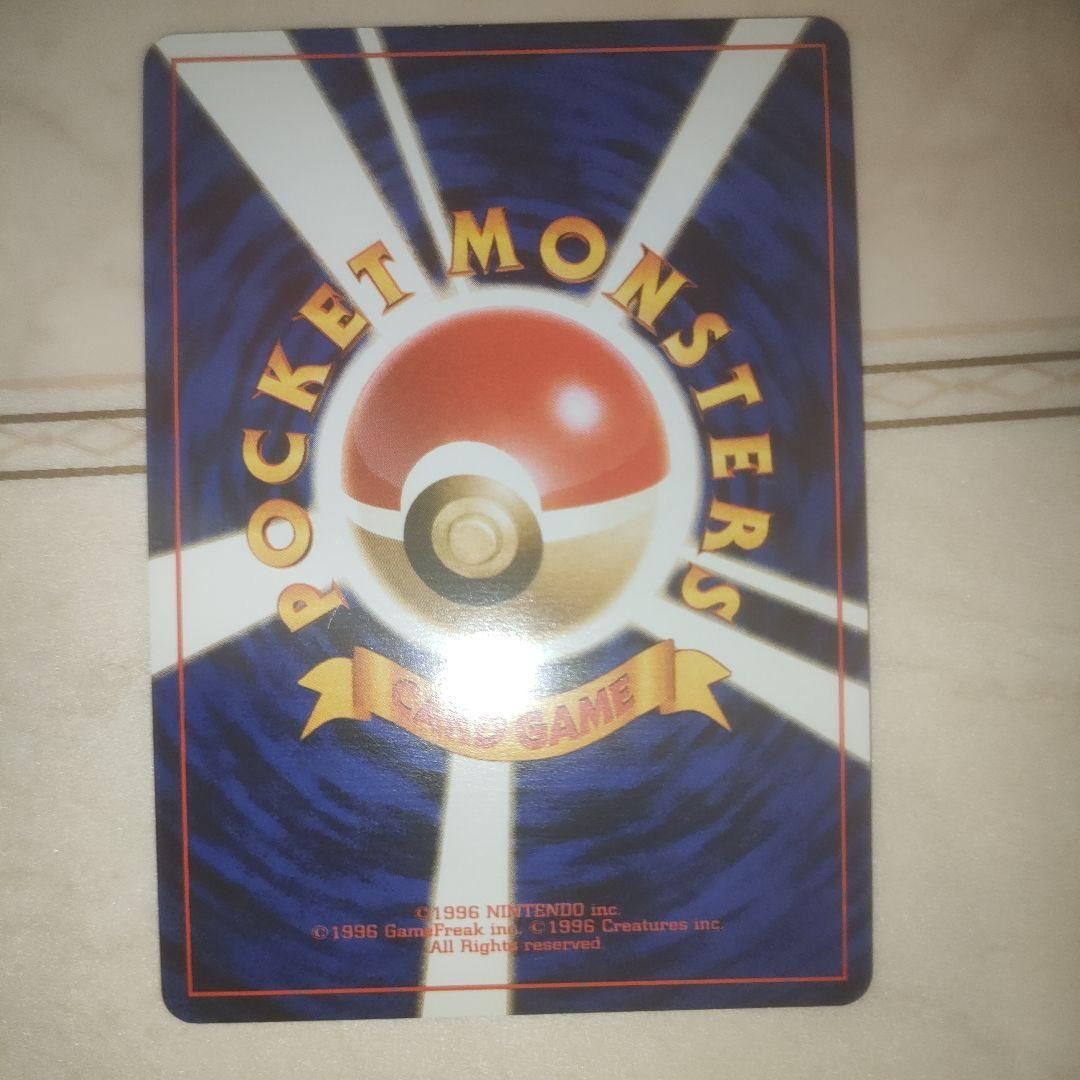 POCKET MONSTERS
CARD GAME
©1996 NINTENDO inc.
©1996 GameFreak inc. ©1996 Creatures inc.
All Rights reserved.